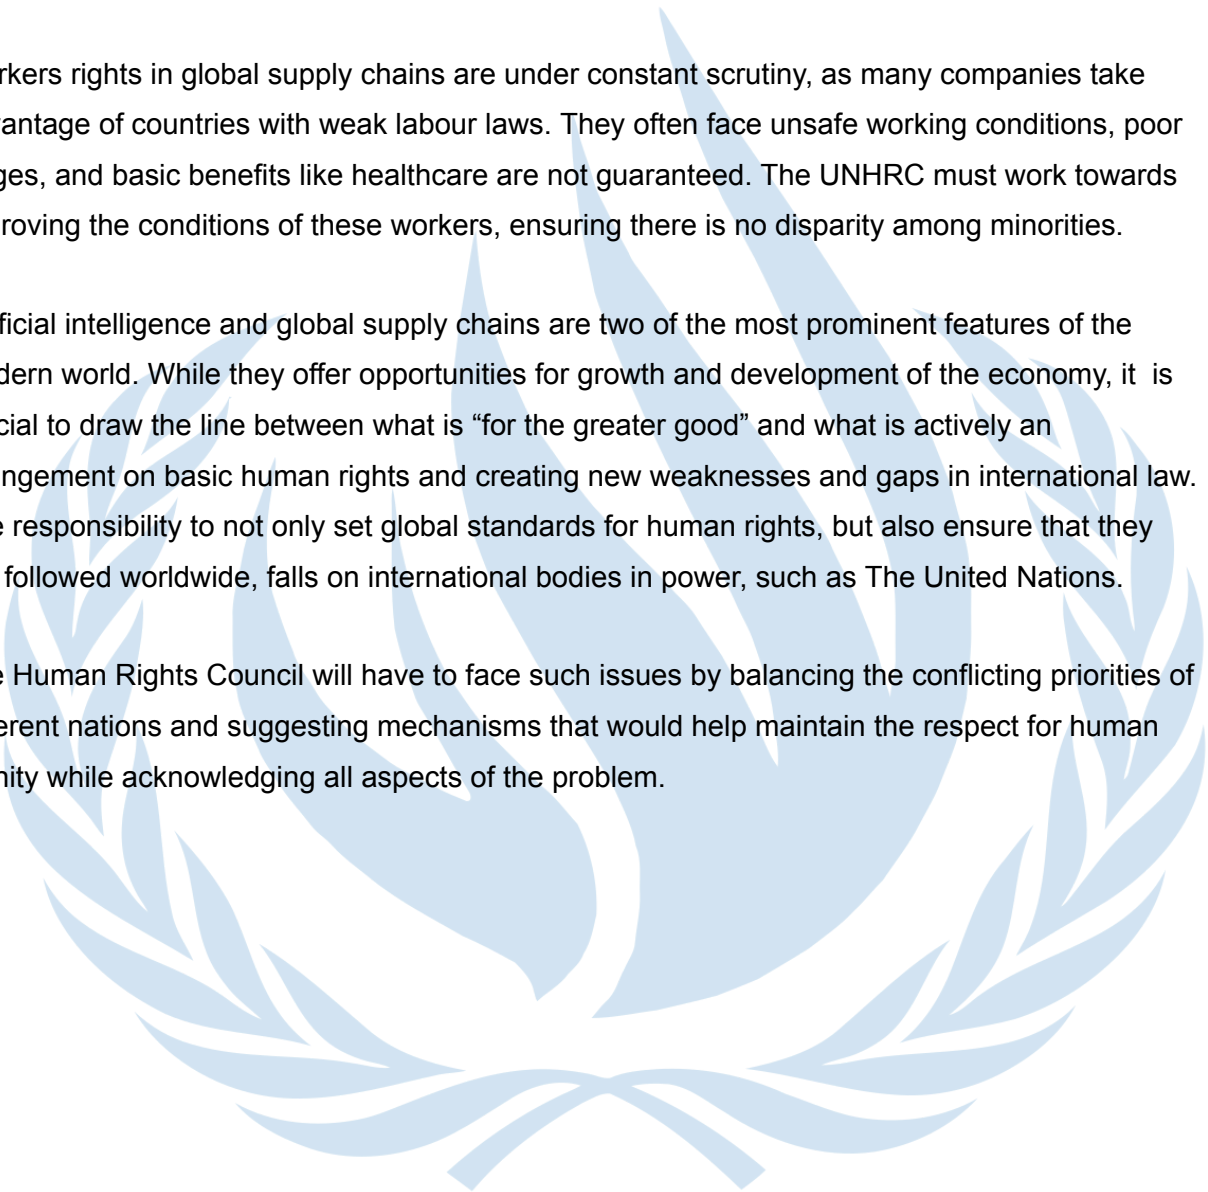 rkers rights in global supply chains are under constant scrutiny, as many companies take
vantage of countries with weak labour laws. They often face unsafe working conditions, poor
ges, and basic benefits like healthcare are not guaranteed. The UNHRC must work towards
roving the conditions of these workers, ensuring there is no disparity among minorities.
ficial intelligence and global supply chains are two of the most prominent features of the
dern world. While they offer opportunities for growth and development of the economy, it  is
cial to draw the line between what is “for the greater good” and what is actively an
ngement on basic human rights and creating new weaknesses and gaps in international law.
e responsibility to not only set global standards for human rights, but also ensure that they
followed worldwide, falls on international bodies in power, such as The United Nations.
e Human Rights Council will have to face such issues by balancing the conflicting priorities of
erent nations and suggesting mechanisms that would help maintain the respect for human
nity while acknowledging all aspects of the problem.